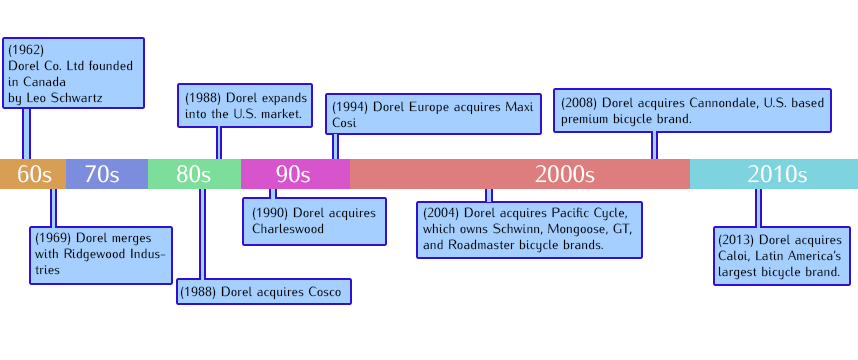 (1962)
Dorel Co. Ltd founded
in Canada
by Leo Schwartz
(1988) Dorel expands
into the U.S. market.
(1994) Dorel Europe acquires Maxi
Cosi
(2008) Dorel acquires Cannondale, U.S. based
premium bicycle brand.
60s
70s
80s
90s
2000s
2010s
(1969) Dorel merges
with Ridgewood Indus-
tries
(1988) Dorel acquires Cosco
(1990) Dorel acquires
Charleswood
(2004) Dorel acquires Pacific Cycle,
which owns Schwinn, Mongoose, GT,
and Roadmaster bicycle brands.
(2013) Dorel acquires
Caloi, Latin America's
largest bicycle brand.